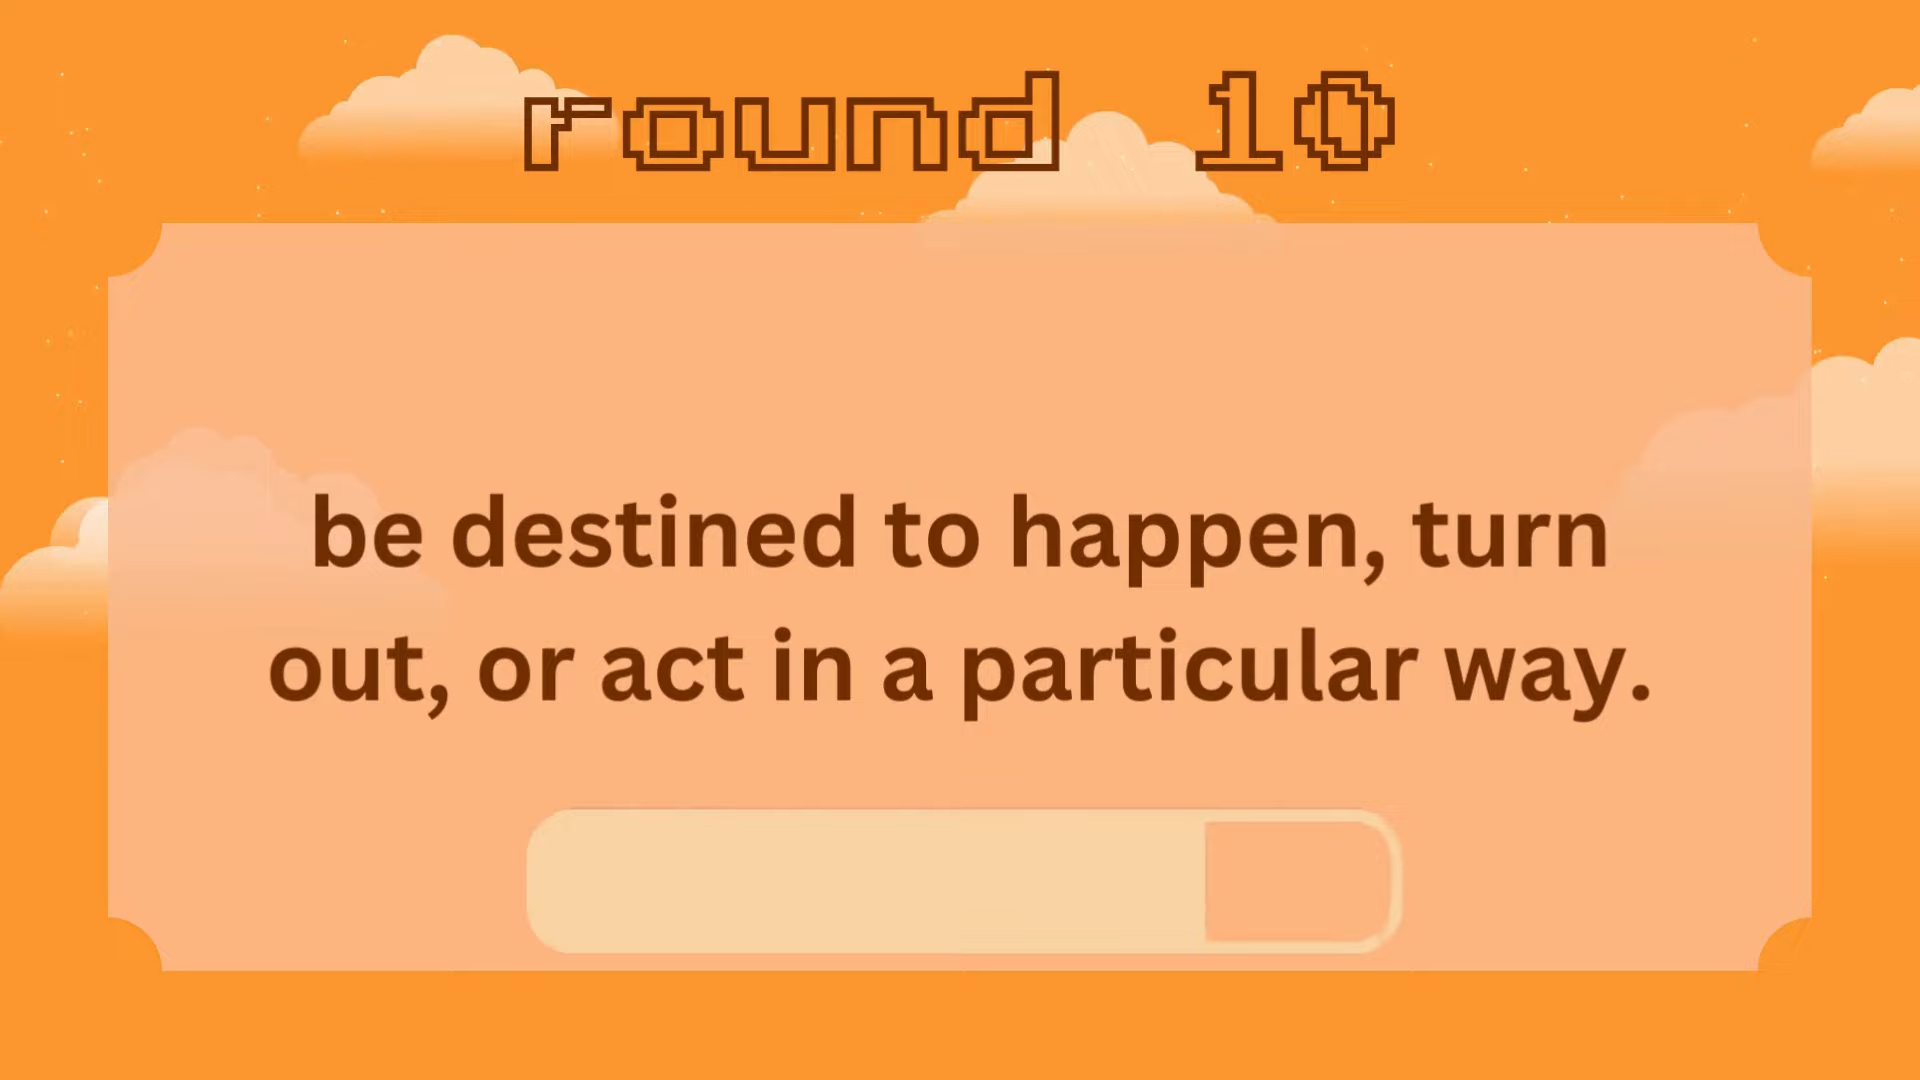 round 10
be destined to happen, turn
out, or act in a particular way.